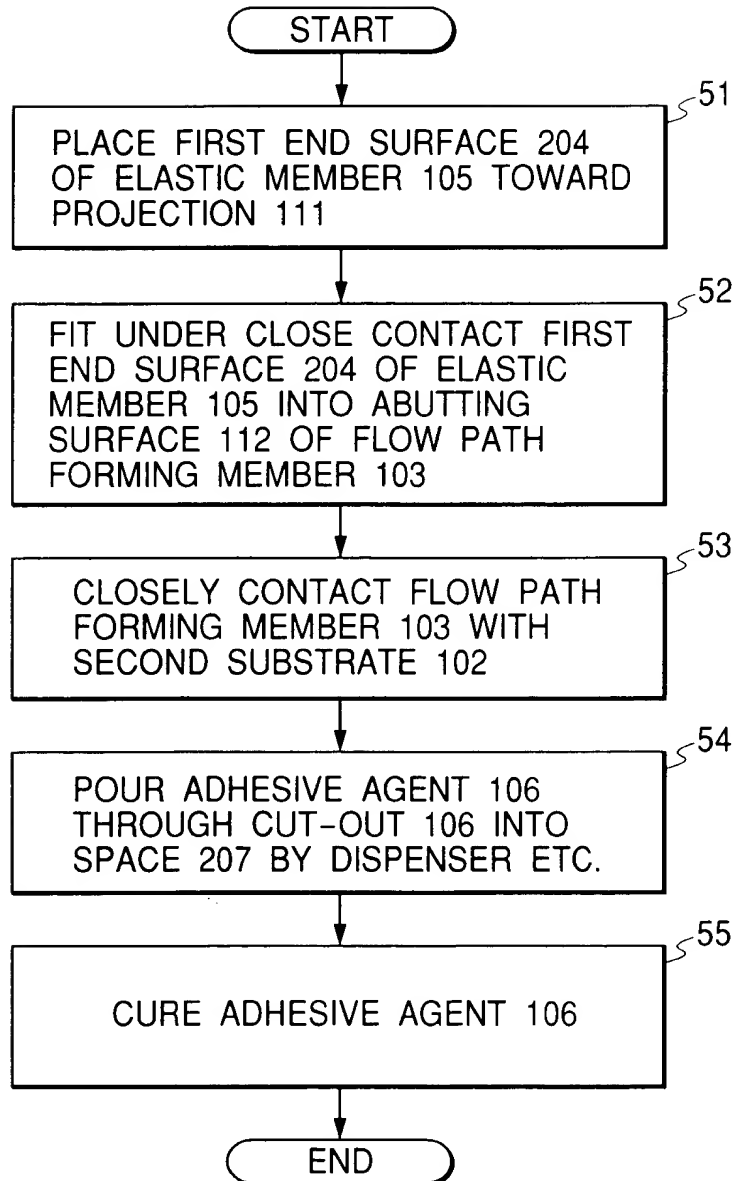 START
51
PLACE FIRST END SURFACE 204
OF ELASTIC MEMBER 105 TOWARD
PROJECTION 111
52
FIT UNDER CLOSE CONTACT FIRST
END SURFACE 204 OF ELASTIC
MEMBER 105 INTO ABUTTING
SURFACE 112 OF FLOW PATH
FORMING MEMBER 103
53
CLOSELY CONTACT FLOW PATH
FORMING MEMBER 103 WITH
SECOND SUBSTRATE 102
54
POUR ADHESIVE AGENT 106
THROUGH CUT-OUT 106 INTO
SPACE 207 BY DISPENSER ETC.
55
CURE ADHESIVE AGENT 106
END